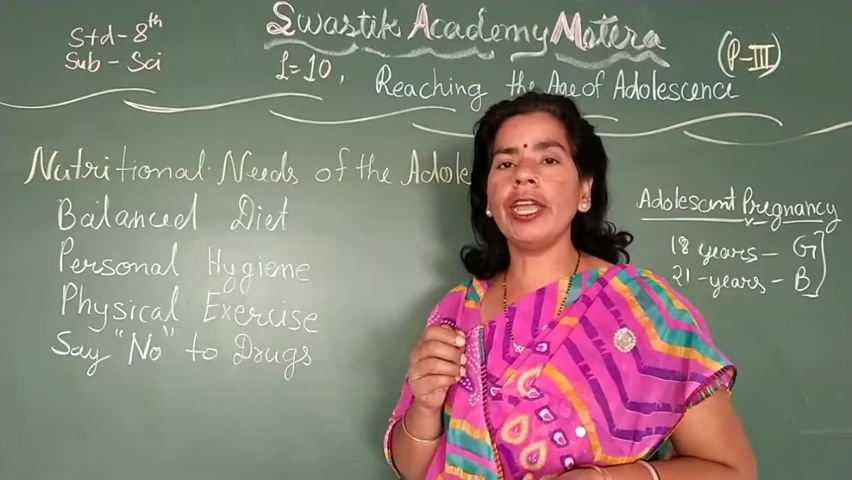 Std - 8th
Sub - Sci
Swastik Academy Matera
L=10,
Reaching the Age of Adolescence
(P-III)
Nutritional Needs of the Adole
Balanced Diet
Personal Hygiene
Physical Exercise
Say "No" to Drugs
Adolescent Pregnancy
18 years – G
21 - years - B